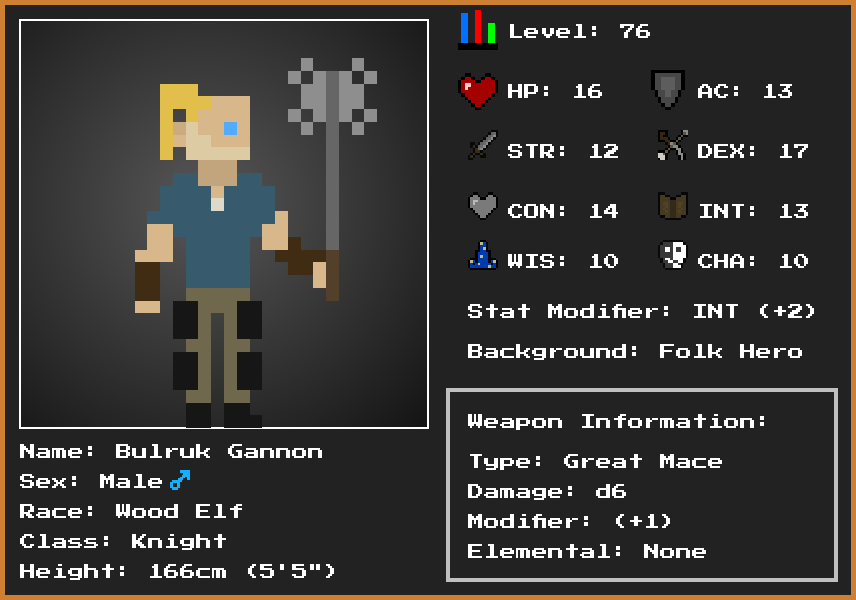 Level: 76
HP: 16 AC: 13
STR: 12 DEX: 17
CON: 14 INT: 13
WIS: 10 CHA: 10
Stat Modifier: INT (+2)
Background: Folk Hero
Weapon Information:
Type: Great Mace
Damage: d6
Modifier: (+1)
Elemental: None
Name: Bulruk Gannon
Sex: Male ♂
Race: Wood Elf
Class: Knight
Height: 166cm (5'5")